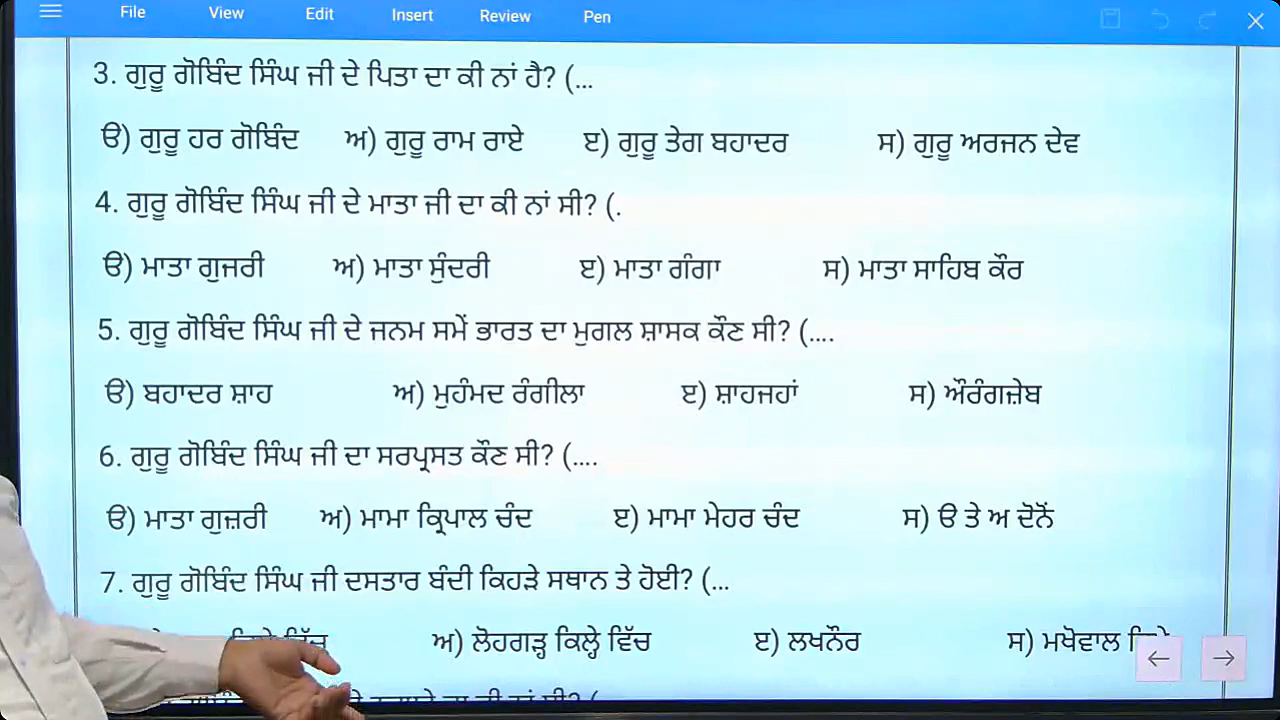 File View Edit Insert Review Pen
3. ਗੁਰੂ ਗੋਬਿੰਦ ਸਿੰਘ ਜੀ ਦੇ ਪਿਤਾ ਦਾ ਕੀ ਨਾਂ ਹੈ? (...
ੳ) ਗੁਰੂ ਹਰ ਗੋਬਿੰਦ ਅ) ਗੁਰੂ ਰਾਮ ਰਾਏ ੲ) ਗੁਰੂ ਤੇਗ ਬਹਾਦਰ ਸ) ਗੁਰੂ ਅਰਜਨ ਦੇਵ
4. ਗੁਰੂ ਗੋਬਿੰਦ ਸਿੰਘ ਜੀ ਦੇ ਮਾਤਾ ਜੀ ਦਾ ਕੀ ਨਾਂ ਸੀ? (.
ੳ) ਮਾਤਾ ਗੁਜਰੀ ਅ) ਮਾਤਾ ਸੁੰਦਰੀ ੲ) ਮਾਤਾ ਗੰਗਾ ਸ) ਮਾਤਾ ਸਾਹਿਬ ਕੌਰ
5. ਗੁਰੂ ਗੋਬਿੰਦ ਸਿੰਘ ਜੀ ਦੇ ਜਨਮ ਸਮੇਂ ਭਾਰਤ ਦਾ ਮੁਗਲ ਸ਼ਾਸਕ ਕੌਣ ਸੀ? (....
ੳ) ਬਹਾਦਰ ਸ਼ਾਹ ਅ) ਮੁਹੰਮਦ ਰੰਗੀਲਾ ੲ) ਸ਼ਾਹਜਹਾਂ ਸ) ਔਰੰਗਜ਼ੇਬ
6. ਗੁਰੂ ਗੋਬਿੰਦ ਸਿੰਘ ਜੀ ਦਾ ਸਰਪ੍ਰਸਤ ਕੌਣ ਸੀ? (....
ੳ) ਮਾਤਾ ਗੁਜ਼ਰੀ ਅ) ਮਾਮਾ ਕ੍ਰਿਪਾਲ ਚੰਦ ੲ) ਮਾਮਾ ਮੇਹਰ ਚੰਦ ਸ) ੳ ਤੇ ਅ ਦੋਨੋਂ
7. ਗੁਰੂ ਗੋਬਿੰਦ ਸਿੰਘ ਜੀ ਦਸਤਾਰ ਬੰਦੀ ਕਿਹੜੇ ਸਥਾਨ ਤੇ ਹੋਈ? (...
ਵਿੱਚ ਅ) ਲੋਹਗੜ੍ਹ ਕਿਲ੍ਹੇ ਵਿੱਚ ੲ) ਲਖਨੌਰ ਸ) ਮਖੋਵਾਲ